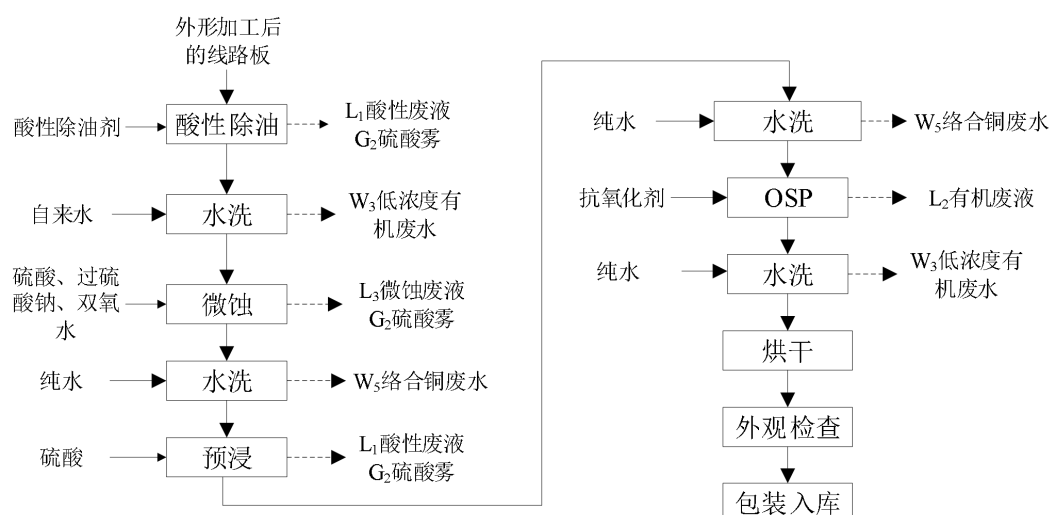 外形加工后
的线路板
酸性除油剂
酸性除油
L₁酸性废液
G₂硫酸雾
自来水
水洗
W₃低浓度有
机废水
硫酸、过硫
酸钠、双氧
水
微蚀
L₃微蚀废液
G₂硫酸雾
纯水
水洗
W₅络合铜废水
硫酸
预浸
L₁酸性废液
G₂硫酸雾
纯水
水洗
W₅络合铜废水
抗氧化剂
OSP
L₂有机废液
纯水
水洗
W₃低浓度有
机废水
烘干
外观检查
包装入库